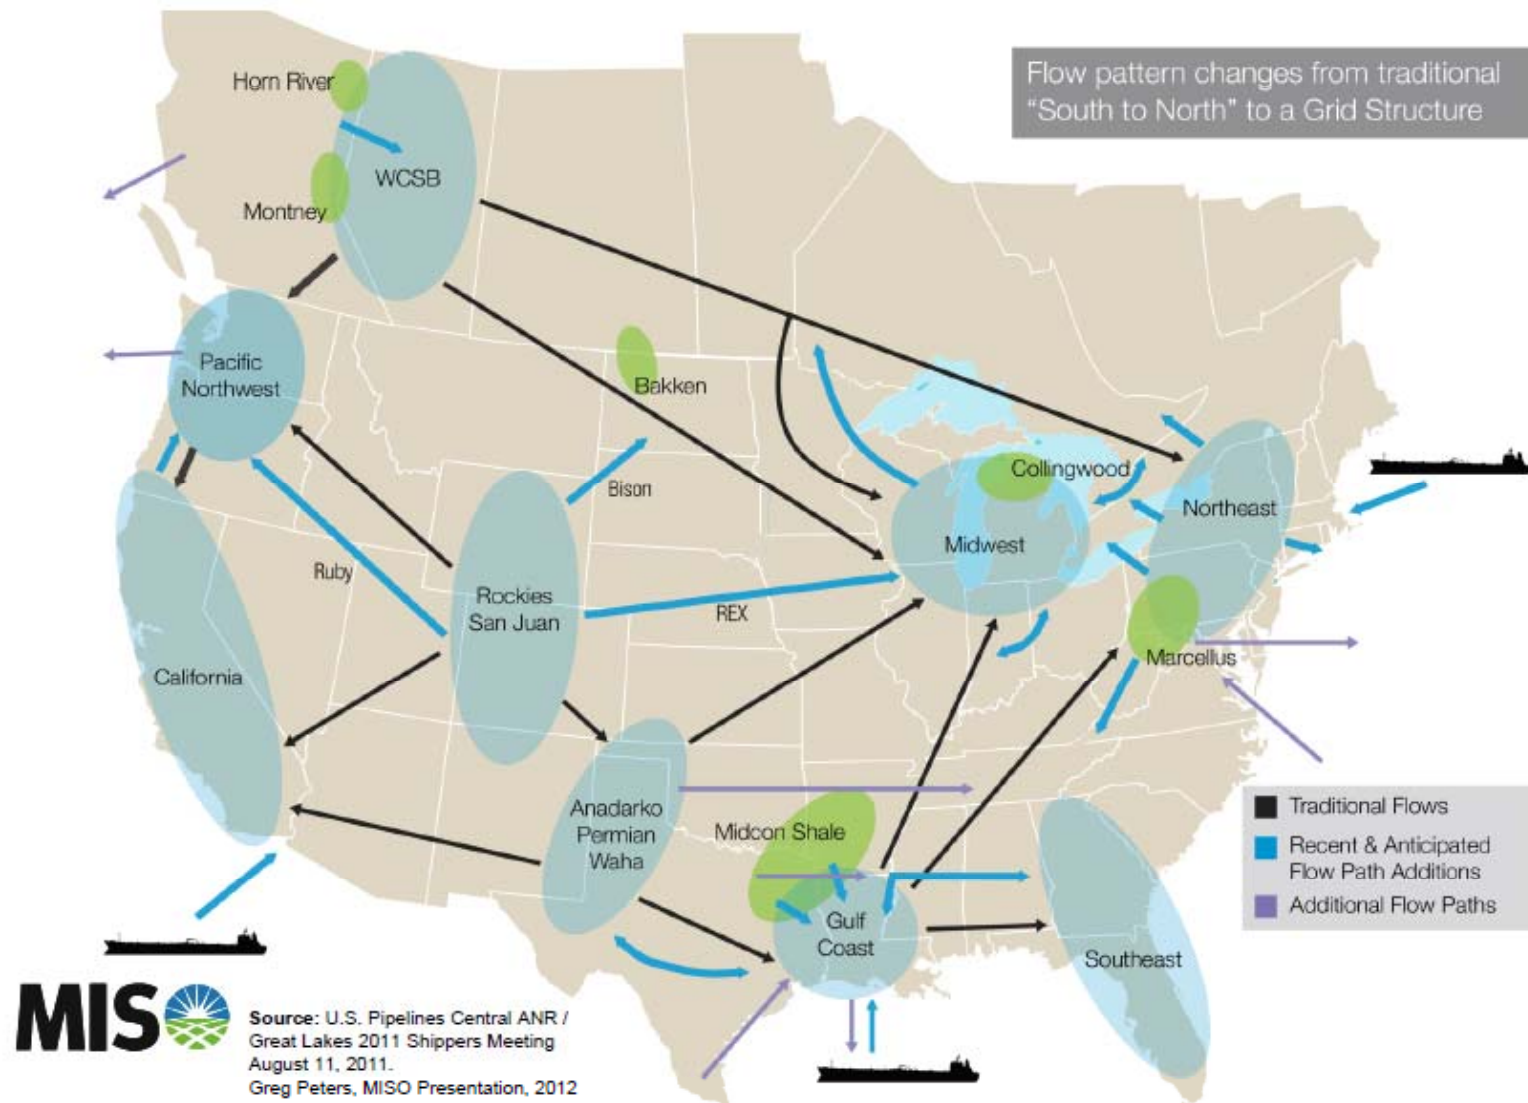 Flow pattern changes from traditional
“South to North” to a Grid Structure
Horn River
WCSB
Montney
Pacific
Northwest
Bakken
Collingwood
Bison
Northeast
Midwest
Ruby
Rockies
San Juan
REX
Marcellus
California
Anadarko
Permian
Waha
Midcon Shale
Gulf
Coast
Southeast
Traditional Flows
Recent & Anticipated
Flow Path Additions
Additional Flow Paths
MISO
Source: U.S. Pipelines Central ANR /
Great Lakes 2011 Shippers Meeting
August 11, 2011.
Greg Peters, MISO Presentation, 2012